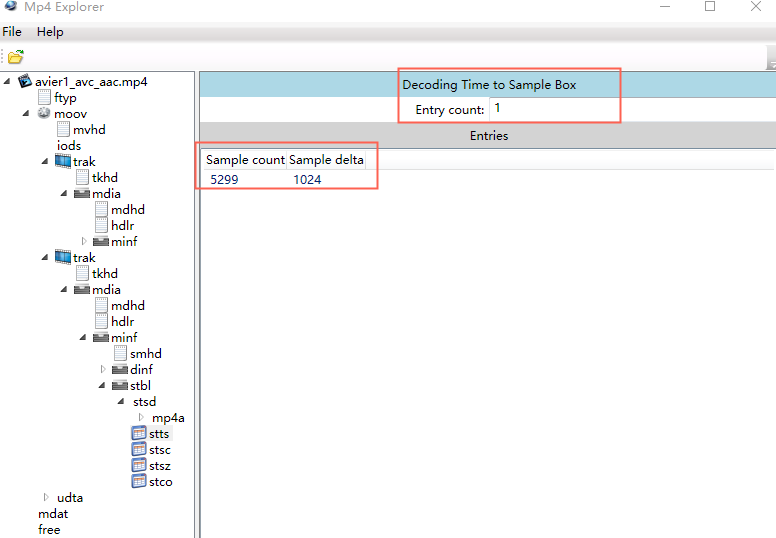 Mp4 Explorer
File Help
avier1_avc_aac.mp4
ftyp
moov
mvhd
iods
trak
tkhd
mdia
mdhd
hdlr
minf
trak
tkhd
mdia
mdhd
hdlr
minf
smhd
dinf
stbl
stsd
mp4a
stts
stsc
stsz
stco
udta
mdat
free
Decoding Time to Sample Box
Entry count: 1
Entries
Sample count Sample delta
5299 1024